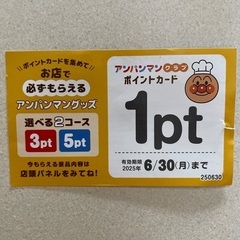 ポイントカードを集めて
お店で
必ずもらえる
アンパンマングッズ
選べる2コース
3pt 5pt
今もらえる景品内容は
店頭パネルをみてね!
アンパンマンクラブ
ポイントカード
1pt
有効期限
2025年 6/30(月)まで
250630